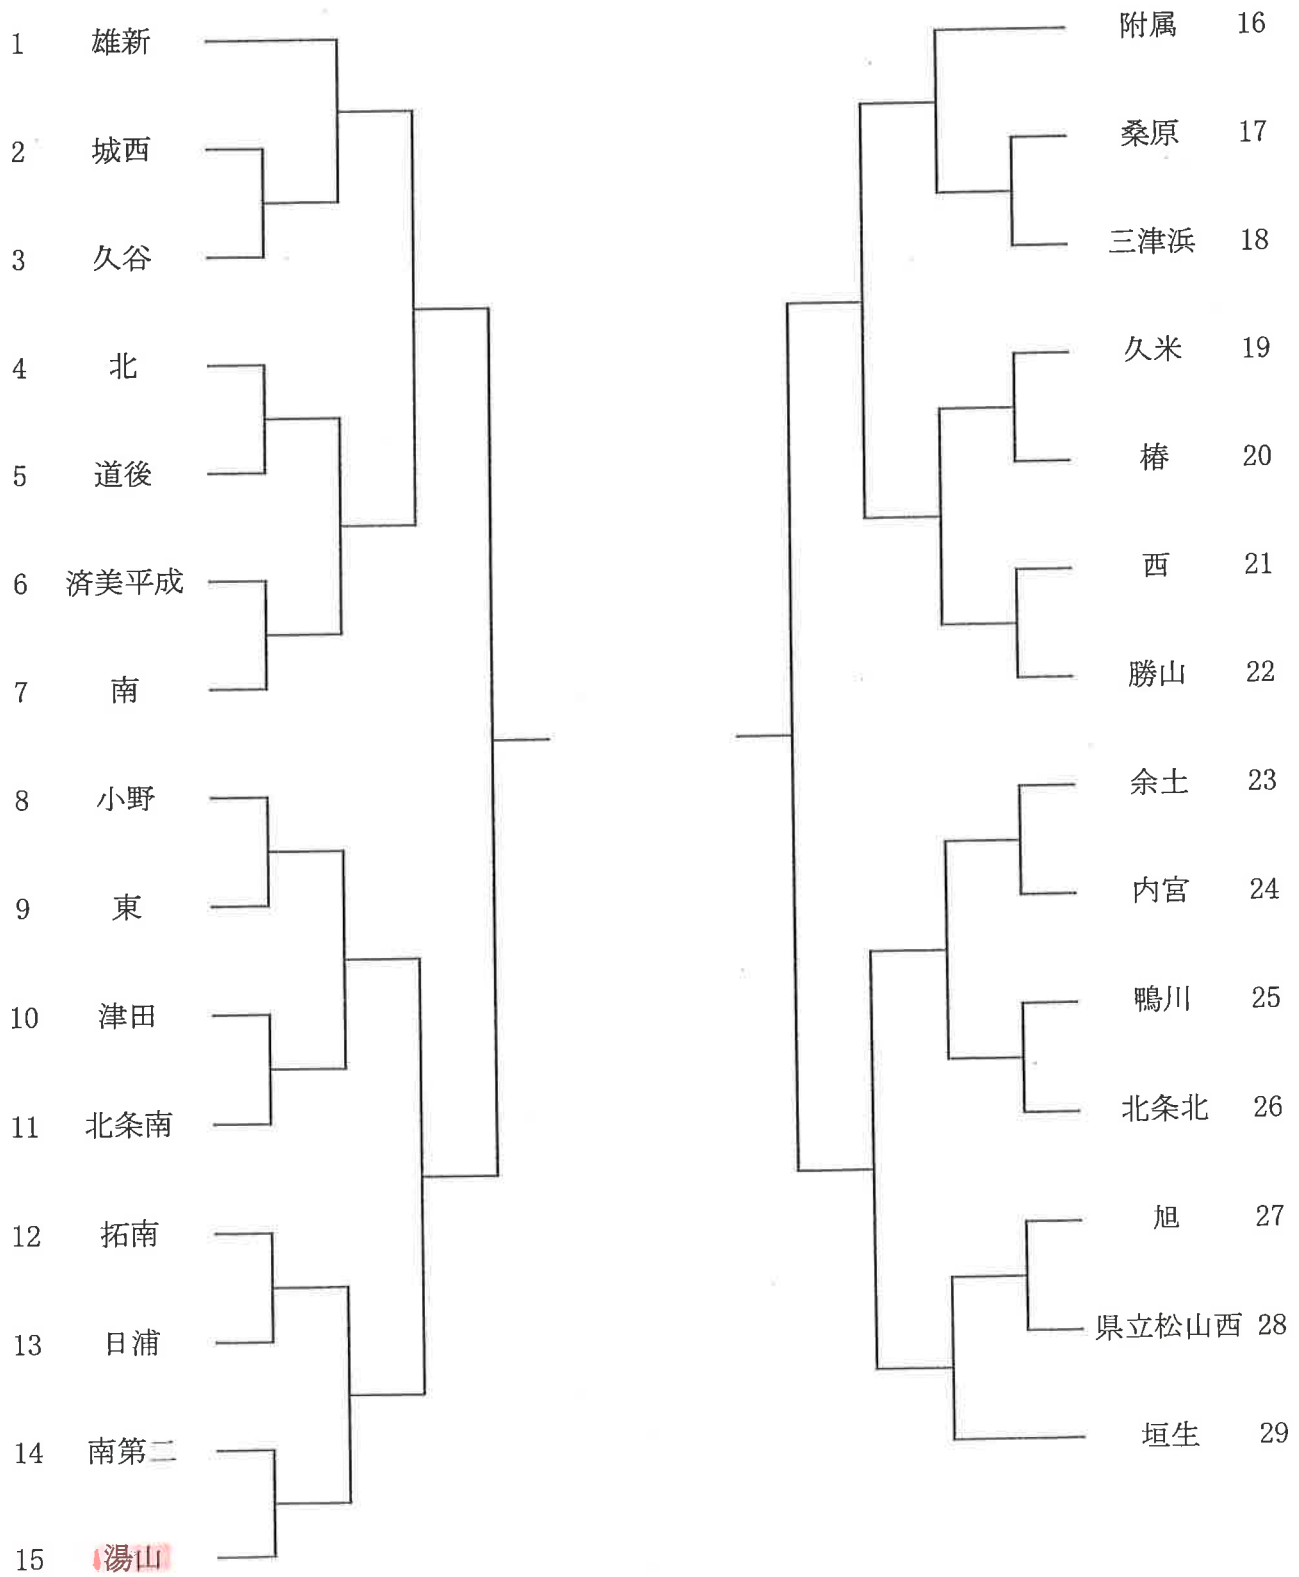 1 雄新
2 城西
3 久谷
4 北
5 道後
6 済美平成
7 南
8 小野
9 東
10 津田
11 北条南
12 拓南
13 日浦
14 南第二
15 湯山
附属 16
桑原 17
三津浜 18
久米 19
椿 20
西 21
勝山 22
余土 23
内宮 24
鴨川 25
北条北 26
旭 27
県立松山西 28
垣生 29